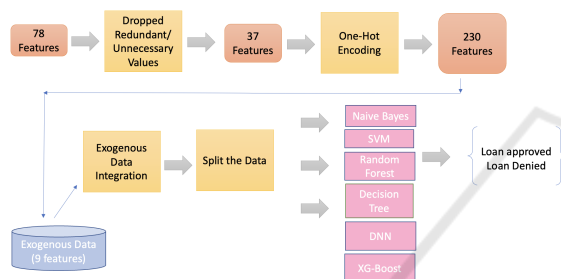 78
Features
Dropped
Redundant/
Unnecessary
Values
37
Features
One-Hot
Encoding
230
Features
Exogenous
Data
Integration
Split the Data
Naive Bayes
SVM
Random
Forest
Decision
Tree
DNN
XG-Boost
Loan approved
Loan Denied
Exogenous Data
(9 features)